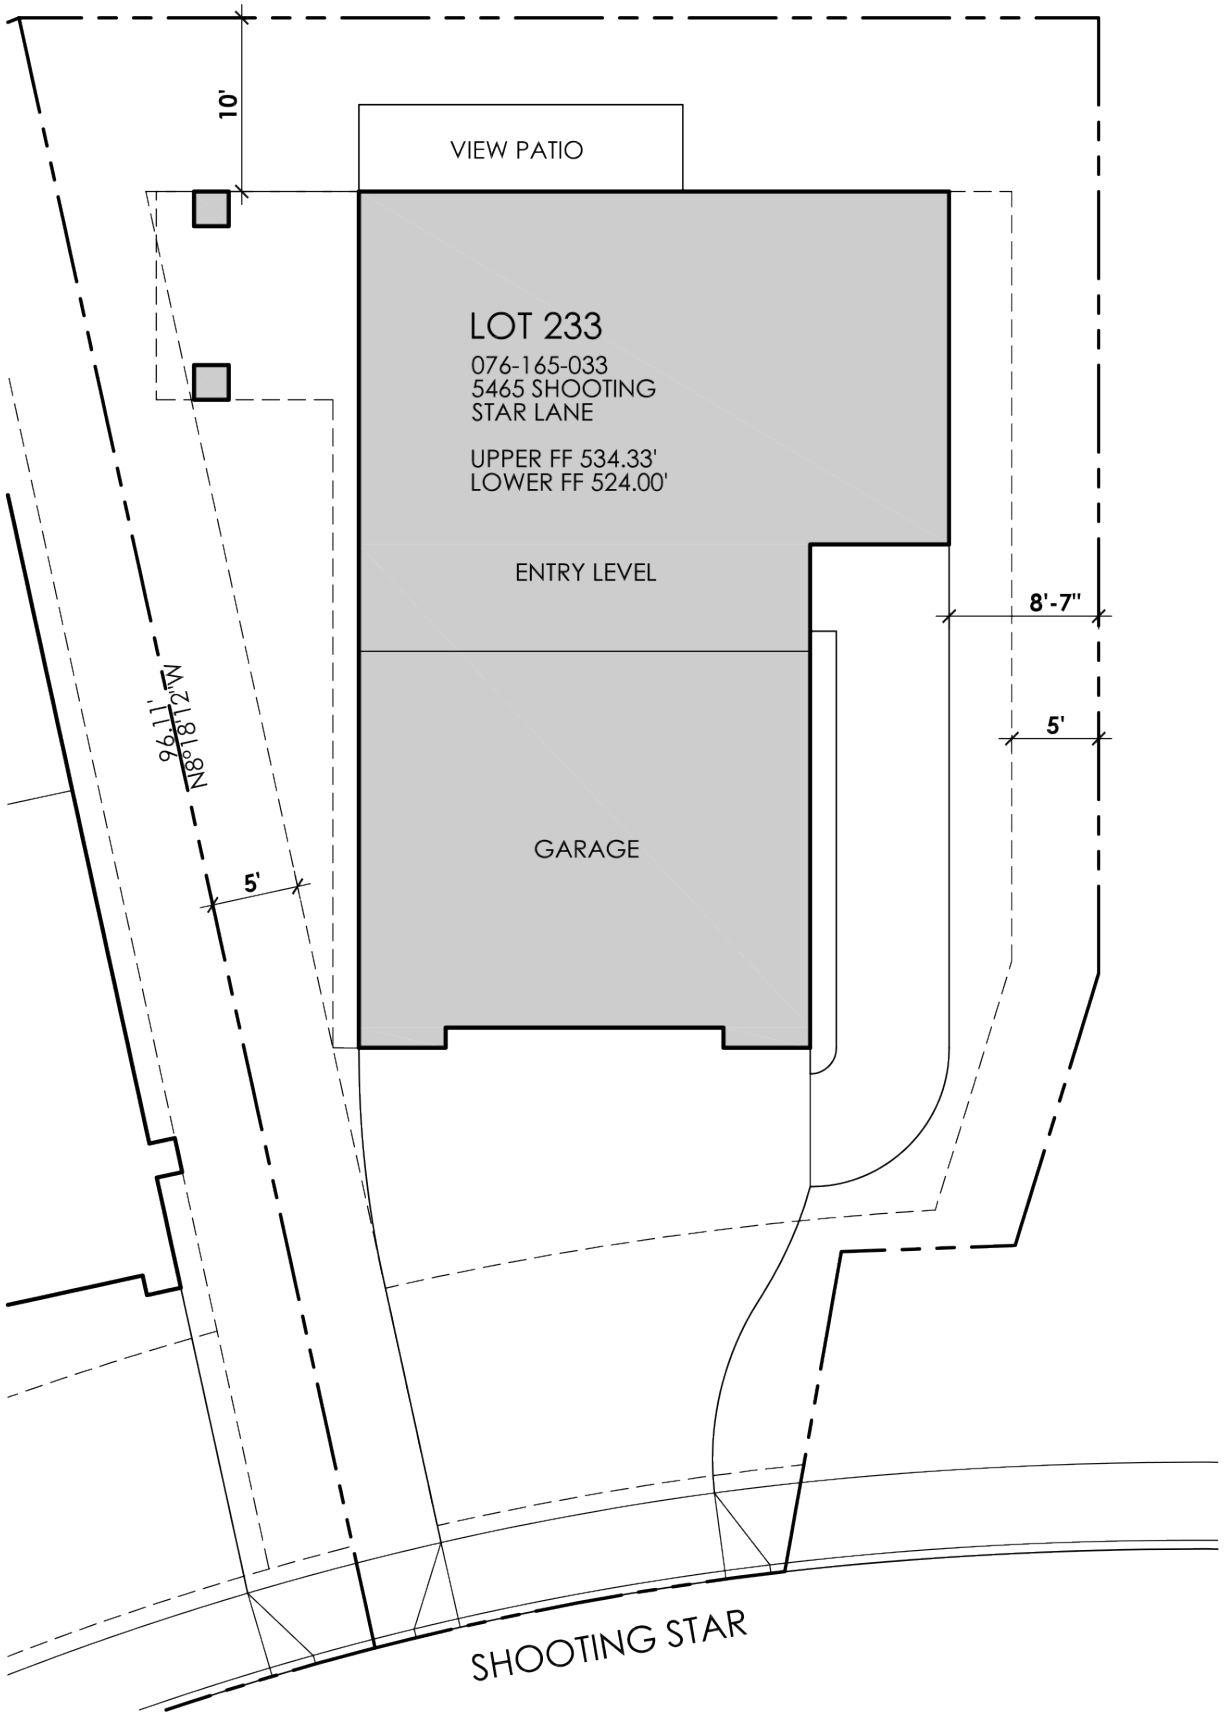 10'
VIEW PATIO
LOT 233
076-165-033
5465 SHOOTING
STAR LANE
UPPER FF 534.33'
LOWER FF 524.00'
ENTRY LEVEL
8'-7"
96.11'
N8°18'12"W
5'
GARAGE
5'
SHOOTING STAR